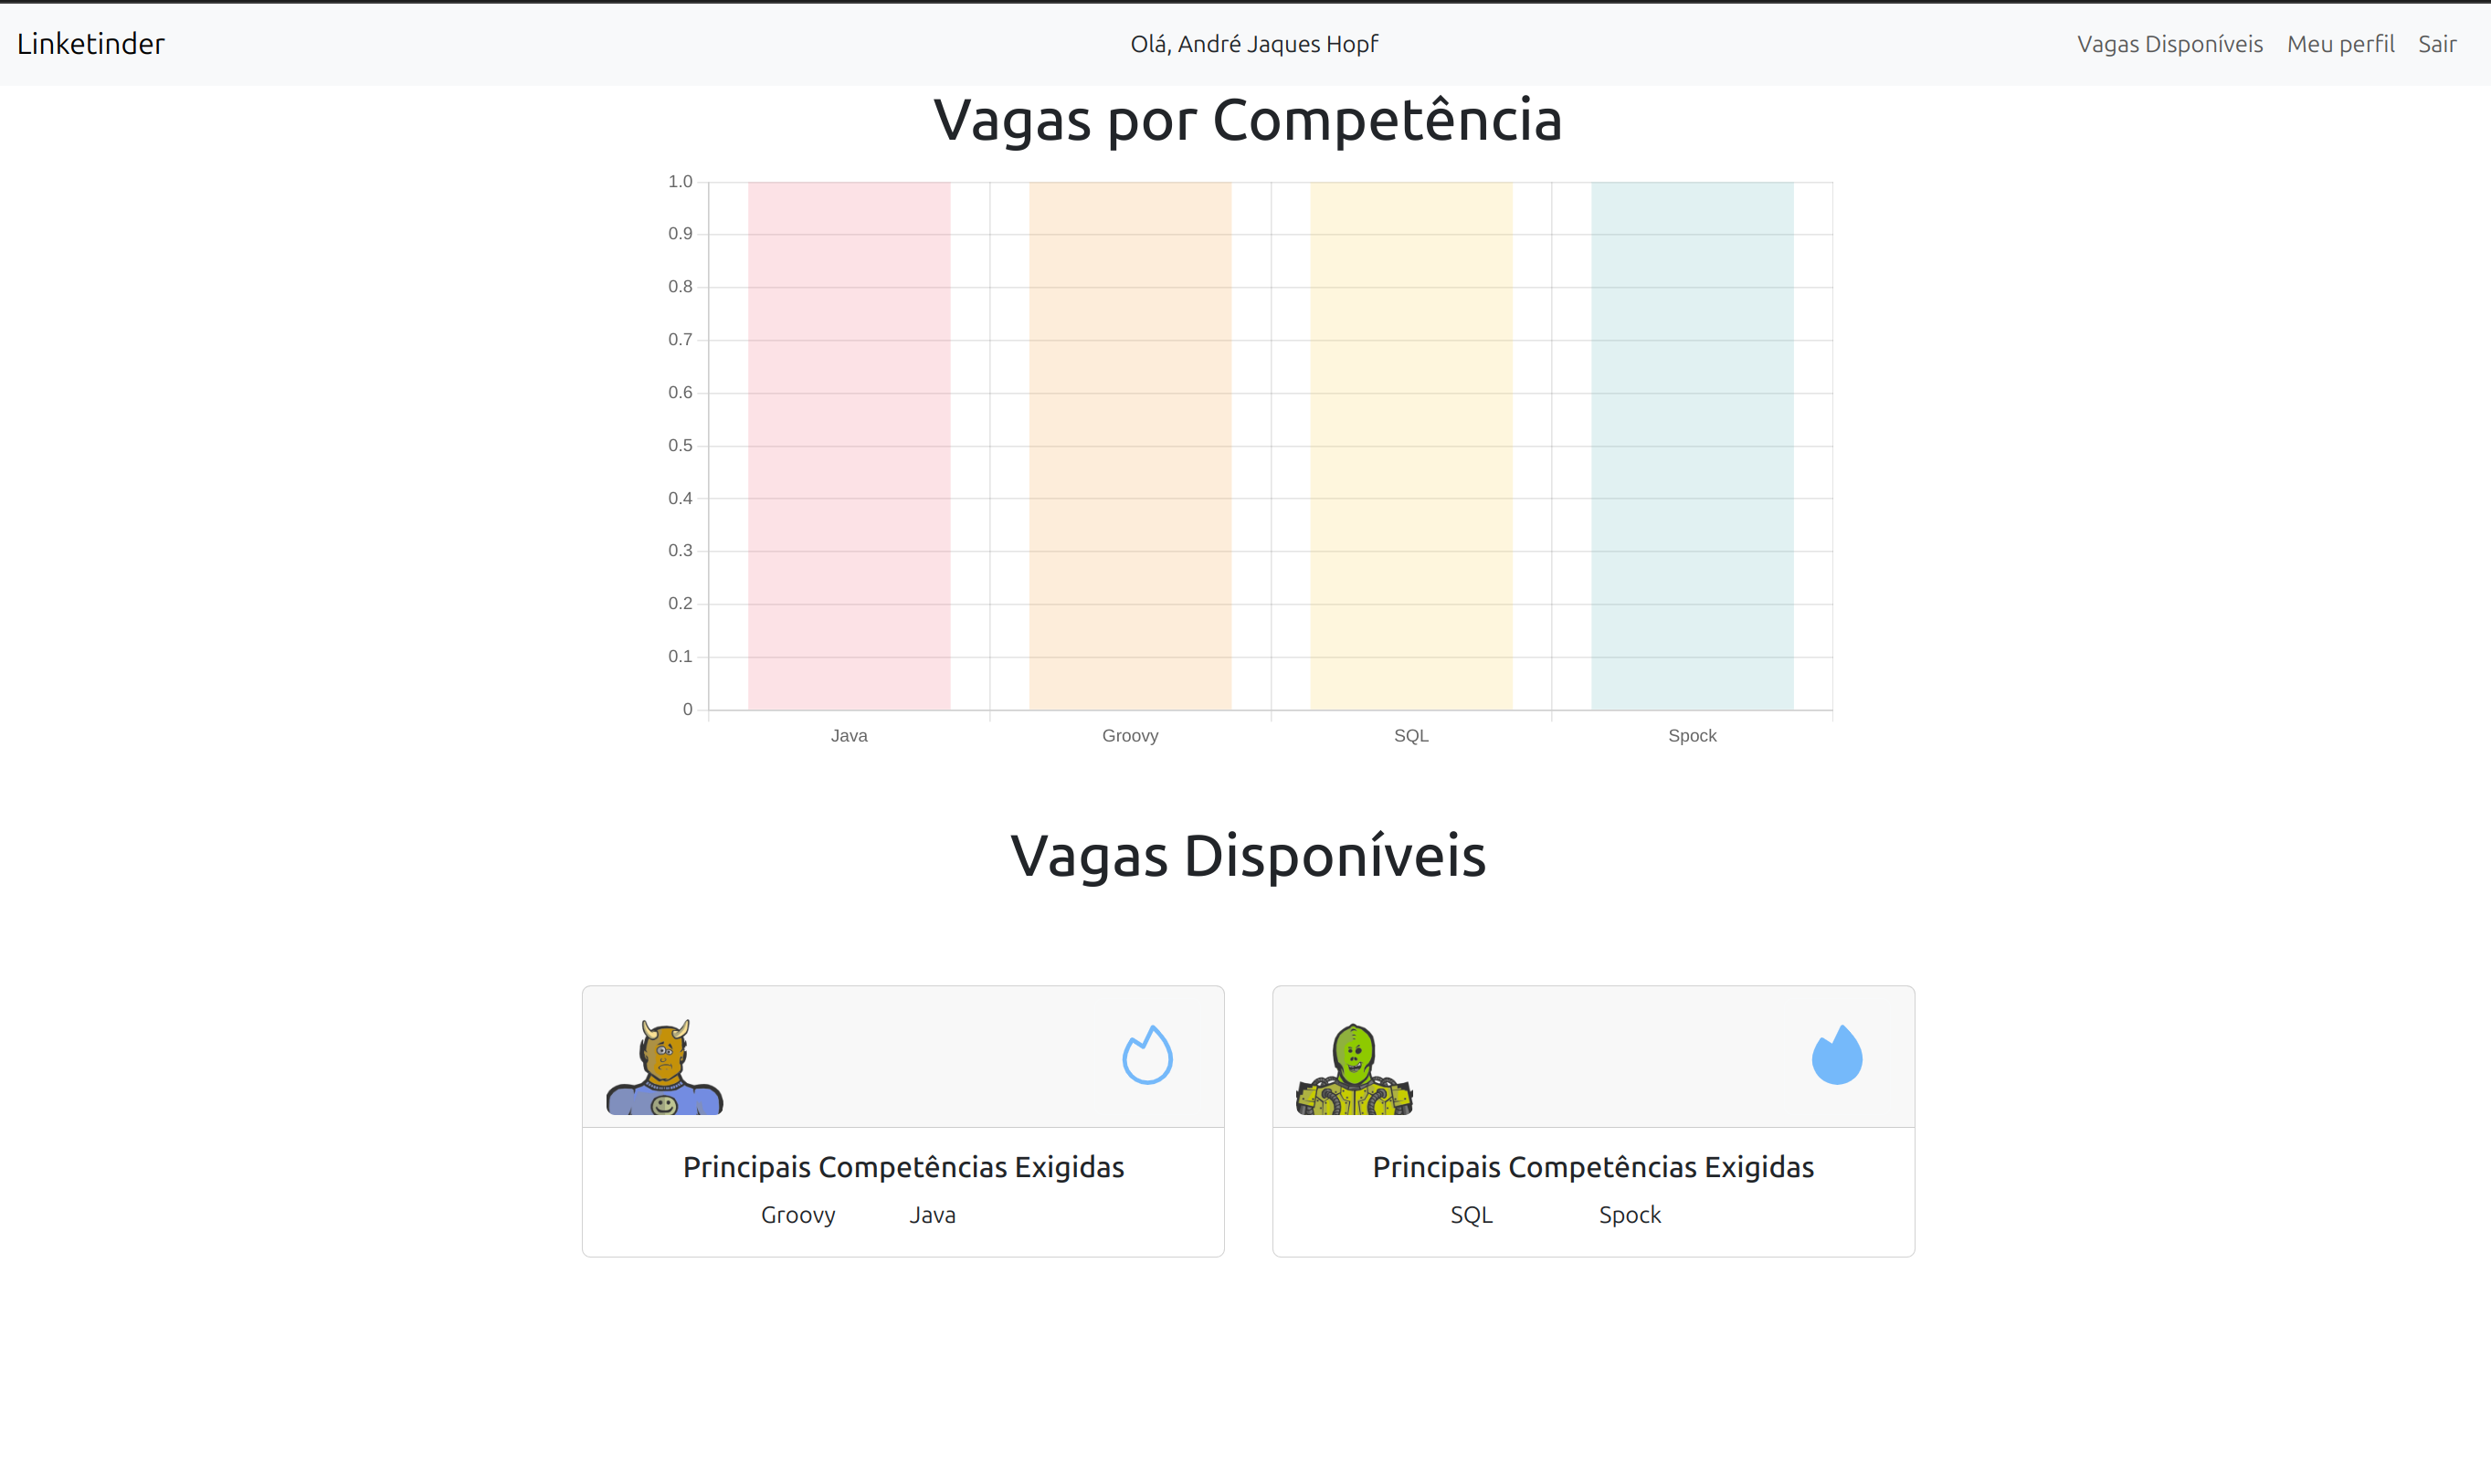 Linketinder
Olá, André Jaques Hopf
Vagas Disponíveis Meu perfil Sair
Vagas por Competência
1.0
0.9
0.8
0.7
0.6
0.5
0.4
0.3
0.2
0.1
0
Java Groovy SQL Spock
Vagas Disponíveis
Principais Competências Exigidas
Groovy Java
Principais Competências Exigidas
SQL Spock